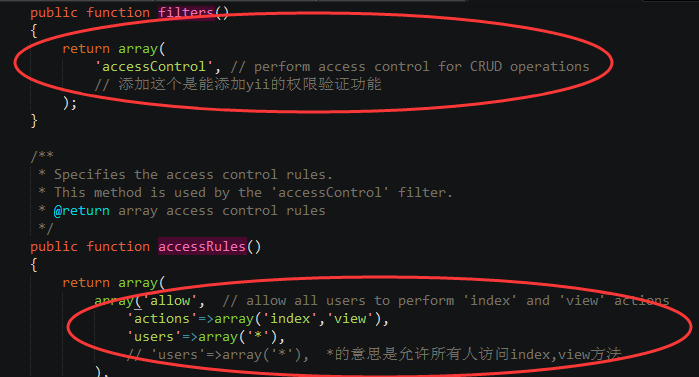 public function filters()
{
return array(
'accessControl', // perform access control for CRUD operations
// 添加这个是能添加yii的权限验证功能
);
}
/**
* Specifies the access control rules.
* This method is used by the 'accessControl' filter.
* @return array access control rules
*/
public function accessRules()
{
return array(
array('allow', // allow all users to perform 'index' and 'view' actions
'actions'=>array('index','view'),
'users'=>array('*'),
// 'users'=>array('*'), *的意思是允许所有人访问index,view方法
),